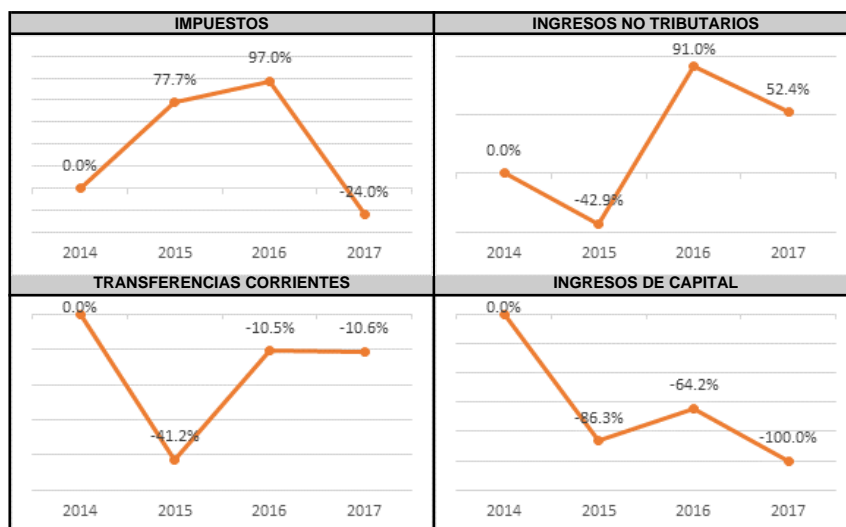 IMPUESTOS
97.0%
77.7%
0.0%
-24.0%
2014 2015 2016 2017
INGRESOS NO TRIBUTARIOS
91.0%
52.4%
0.0%
-42.9%
2014 2015 2016 2017
TRANSFERENCIAS CORRIENTES
0.0%
-10.5% -10.6%
-41.2%
2014 2015 2016 2017
INGRESOS DE CAPITAL
0.0%
-64.2%
-86.3%
-100.0%
2014 2015 2016 2017